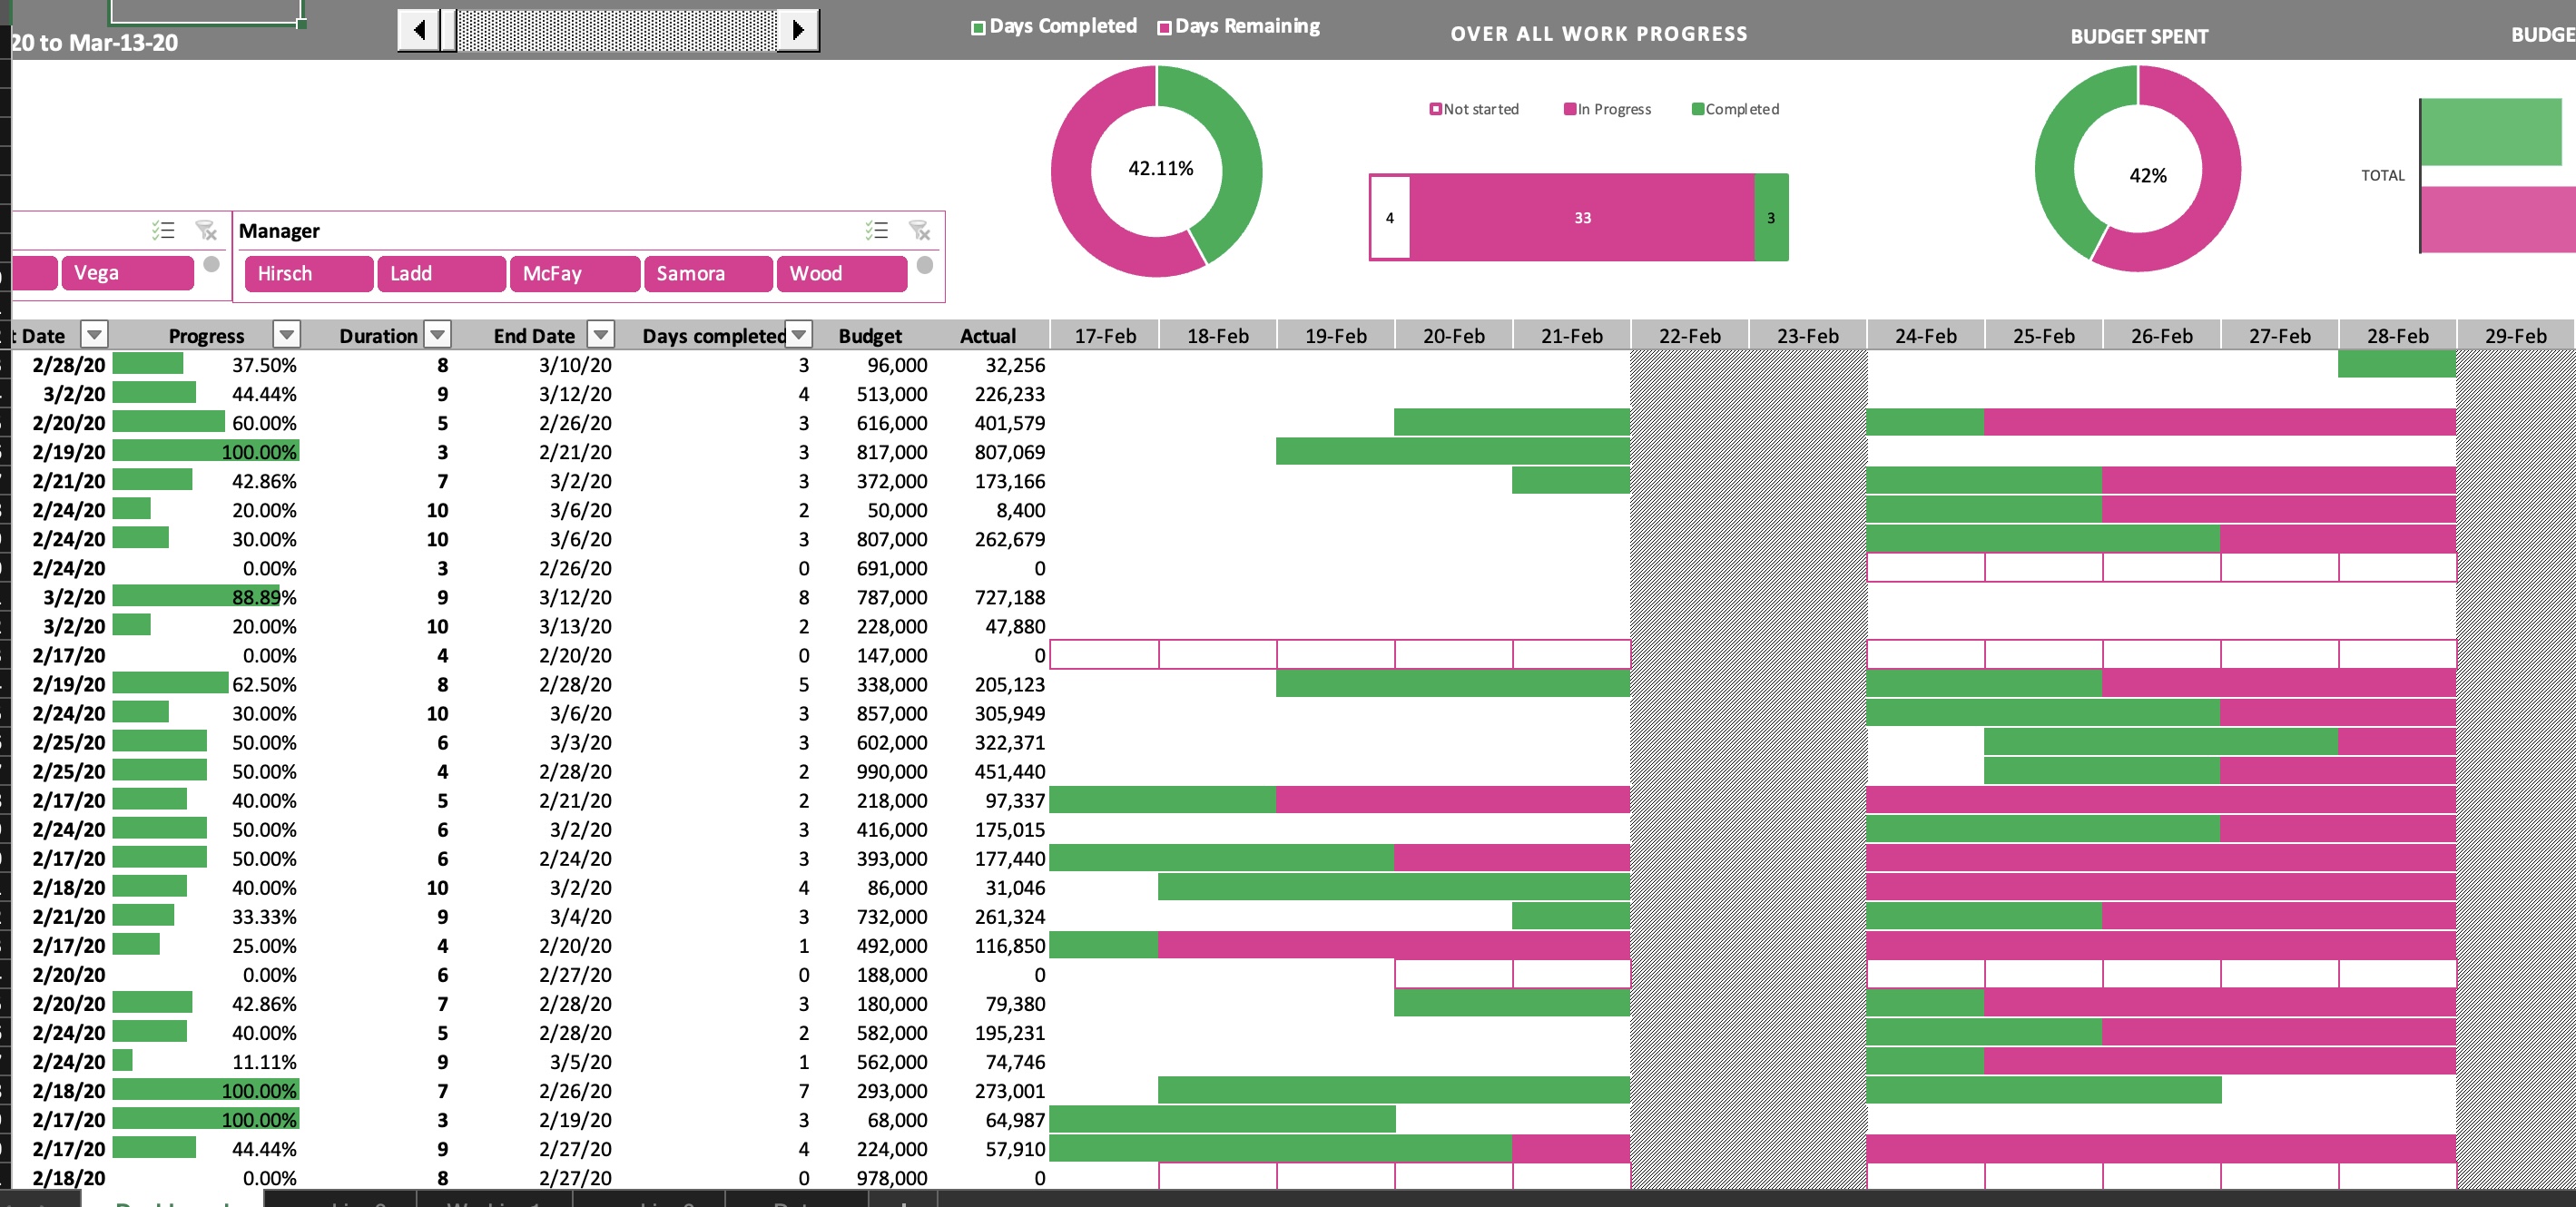 20 to Mar-13-20
Days Completed Days Remaining
OVER ALL WORK PROGRESS
BUDGET SPENT
BUDGE
Not started In Progress Completed
42.11%
4 33 3
42%
TOTAL
Vega
Manager
Hirsch Ladd McFay Samora Wood
t Date Progress Duration End Date Days completed Budget Actual 17-Feb 18-Feb 19-Feb 20-Feb 21-Feb 22-Feb 23-Feb 24-Feb 25-Feb 26-Feb 27-Feb 28-Feb 29-Feb
2/28/20 37.50% 8 3/10/20 3 96,000 32,256
3/2/20 44.44% 9 3/12/20 4 513,000 226,233
2/20/20 60.00% 5 2/26/20 3 616,000 401,579
2/19/20 100.00% 3 2/21/20 3 817,000 807,069
2/21/20 42.86% 7 3/2/20 3 372,000 173,166
2/24/20 20.00% 10 3/6/20 2 50,000 8,400
2/24/20 30.00% 10 3/6/20 3 807,000 262,679
2/24/20 0.00% 3 2/26/20 0 691,000 0
3/2/20 88.89% 9 3/12/20 8 787,000 727,188
3/2/20 20.00% 10 3/13/20 2 228,000 47,880
2/17/20 0.00% 4 2/20/20 0 147,000 0
2/19/20 62.50% 8 2/28/20 5 338,000 205,123
2/24/20 30.00% 10 3/6/20 3 857,000 305,949
2/25/20 50.00% 6 3/3/20 3 602,000 322,371
2/25/20 50.00% 4 2/28/20 2 990,000 451,440
2/17/20 40.00% 5 2/21/20 2 218,000 97,337
2/24/20 50.00% 6 3/2/20 3 416,000 175,015
2/17/20 50.00% 6 2/24/20 3 393,000 177,440
2/18/20 40.00% 10 3/2/20 4 86,000 31,046
2/21/20 33.33% 9 3/4/20 3 732,000 261,324
2/17/20 25.00% 4 2/20/20 1 492,000 116,850
2/20/20 0.00% 6 2/27/20 0 188,000 0
2/20/20 42.86% 7 2/28/20 3 180,000 79,380
2/24/20 40.00% 5 2/28/20 2 582,000 195,231
2/24/20 11.11% 9 3/5/20 1 562,000 74,746
2/18/20 100.00% 7 2/26/20 7 293,000 273,001
2/17/20 100.00% 3 2/19/20 3 68,000 64,987
2/17/20 44.44% 9 2/27/20 4 224,000 57,910
2/18/20 0.00% 8 2/27/20 0 978,000 0